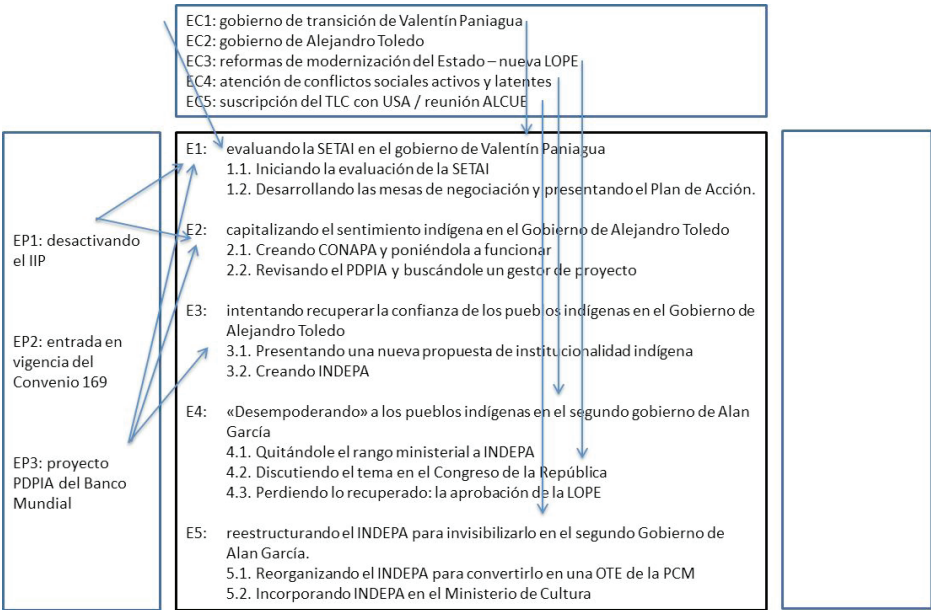 EC1: gobierno de transición de Valentín Paniagua
EC2: gobierno de Alejandro Toledo
EC3: reformas de modernización del Estado – nueva LOPE
EC4: atención de conflictos sociales activos y latentes
EC5: suscripción del TLC con USA / reunión ALCUE
EP1: desactivando
el IIP
EP2: entrada en
vigencia del
Convenio 169
EP3: proyecto
PDPIA del Banco
Mundial
E1: evaluando la SETAI en el gobierno de Valentín Paniagua
1.1. Iniciando la evaluación de la SETAI
1.2. Desarrollando las mesas de negociación y presentando el Plan de Acción.
E2: capitalizando el sentimiento indígena en el Gobierno de Alejandro Toledo
2.1. Creando CONAPA y poniéndola a funcionar
2.2. Revisando el PDPIA y buscándole un gestor de proyecto
E3: intentando recuperar la confianza de los pueblos indígenas en el Gobierno de
Alejandro Toledo
3.1. Presentando una nueva propuesta de institucionalidad indígena
3.2. Creando INDEPA
E4: «Desempoderando» a los pueblos indígenas en el segundo gobierno de Alan
García
4.1. Quitándole el rango ministerial a INDEPA
4.2. Discutiendo el tema en el Congreso de la República
4.3. Perdiendo lo recuperado: la aprobación de la LOPE
E5: reestructurando el INDEPA para invisibilizarlo en el segundo Gobierno de
Alan García.
5.1. Reorganizando el INDEPA para convertirlo en una OTE de la PCM
5.2. Incorporando INDEPA en el Ministerio de Cultura